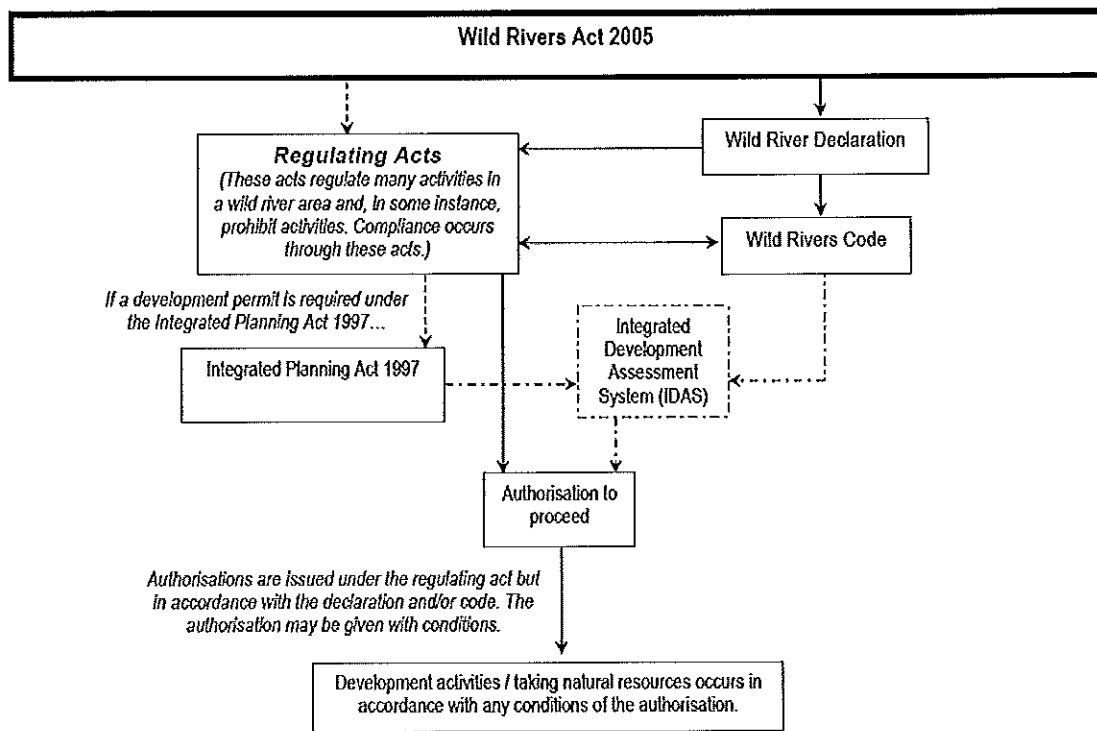 Wild Rivers Act 2005
Regulating Acts
(These acts regulate many activities in
a wild river area and, in some instance,
prohibit activities. Compliance occurs
through these acts.)
Wild River Declaration
Wild Rivers Code
If a development permit is required under
the Integrated Planning Act 1997...
Integrated Planning Act 1997
Integrated
Development
Assessment
System (IDAS)
Authorisation to
proceed
Authorisations are issued under the regulating act but
in accordance with the declaration and/or code. The
authorisation may be given with conditions.
Development activities / taking natural resources occurs in
accordance with any conditions of the authorisation.